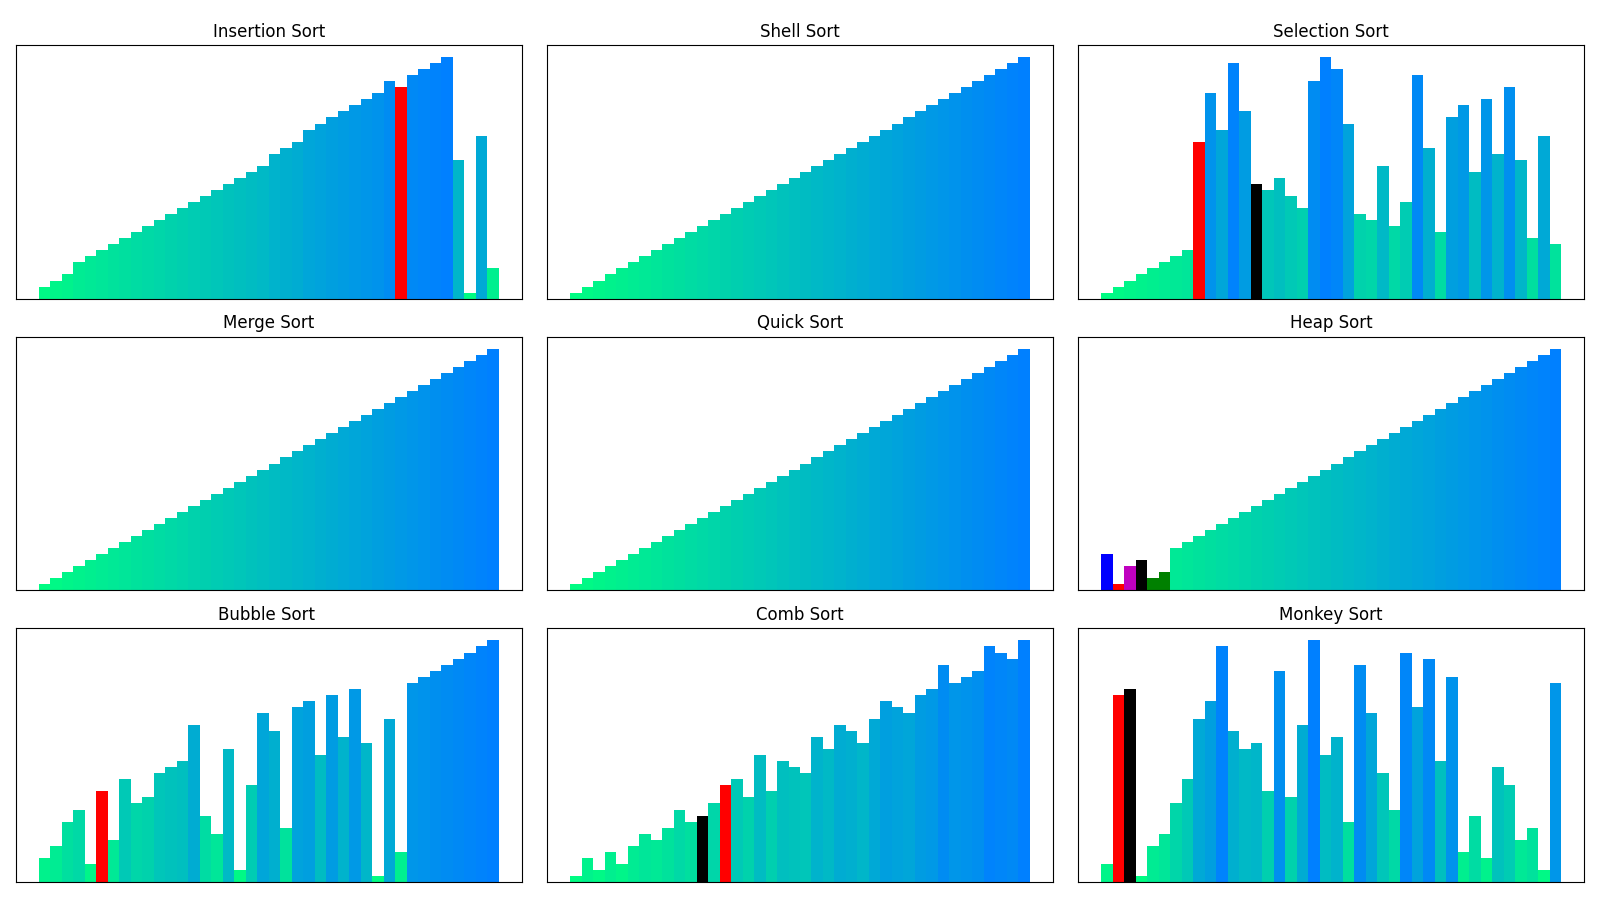 Insertion Sort
Shell Sort
Selection Sort
Merge Sort
Quick Sort
Heap Sort
Bubble Sort
Comb Sort
Monkey Sort